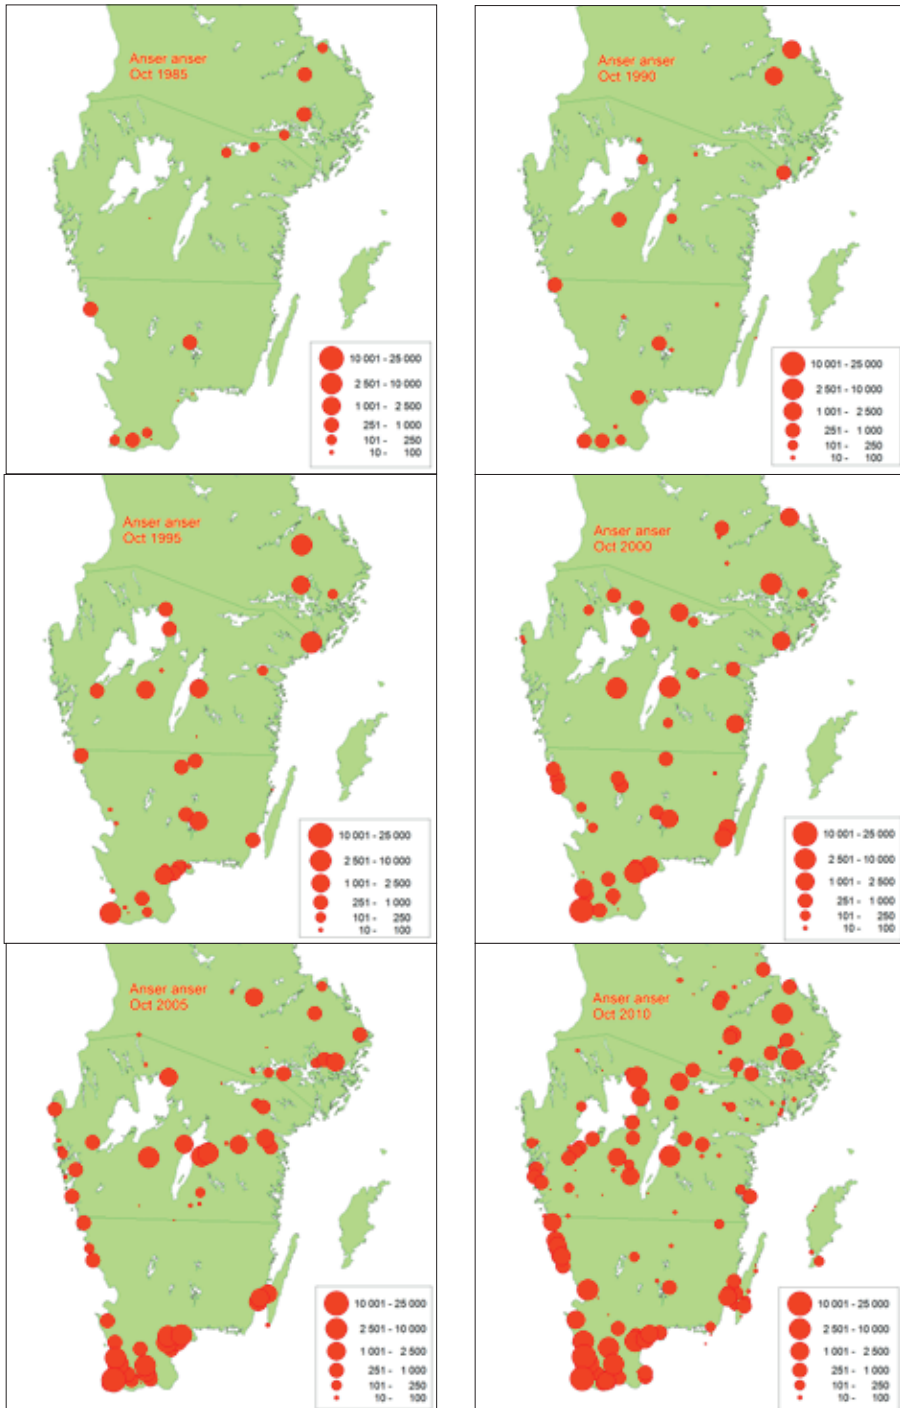 Anser anser
Oct 1985
10 001 - 25 000
2 501 - 10 000
1 001 - 2 500
251 - 1 000
101 - 250
10 - 100
Anser anser
Oct 1990
10 001 - 25 000
2 501 - 10 000
1 001 - 2 500
251 - 1 000
101 - 250
10 - 100
Anser anser
Oct 1995
10 001 - 25 000
2 501 - 10 000
1 001 - 2 500
251 - 1 000
101 - 250
10 - 100
Anser anser
Oct 2000
10 001 - 25 000
2 501 - 10 000
1 001 - 2 500
251 - 1 000
101 - 250
10 - 100
Anser anser
Oct 2005
10 001 - 25 000
2 501 - 10 000
1 001 - 2 500
251 - 1 000
101 - 250
10 - 100
Anser anser
Oct 2010
10 001 - 25 000
2 501 - 10 000
1 001 - 2 500
251 - 1 000
101 - 250
10 - 100